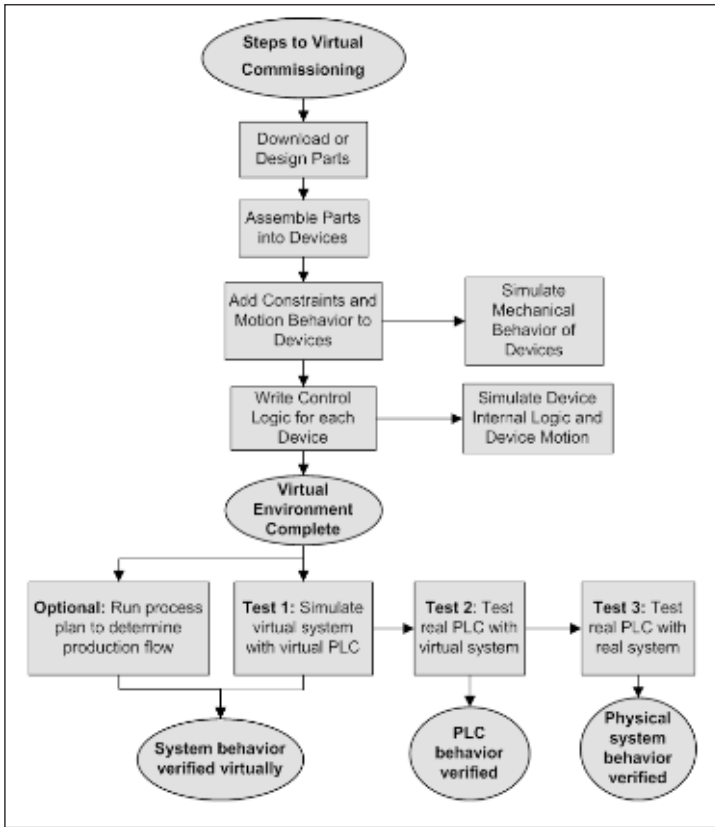 Steps to Virtual
Commissioning
Download or
Design Parts
Assemble Parts
into Devices
Add Constraints and
Motion Behavior to
Devices
Simulate
Mechanical
Behavior of
Devices
Write Control
Logic for each
Device
Simulate Device
Internal Logic and
Device Motion
Virtual
Environment
Complete
Optional: Run process
plan to determine
production flow
Test 1: Simulate
virtual system
with virtual PLC
Test 2: Test
real PLC with
virtual system
Test 3: Test
real PLC with
real system
System behavior
verified virtually
PLC
behavior
verified
Physical
system
behavior
verified